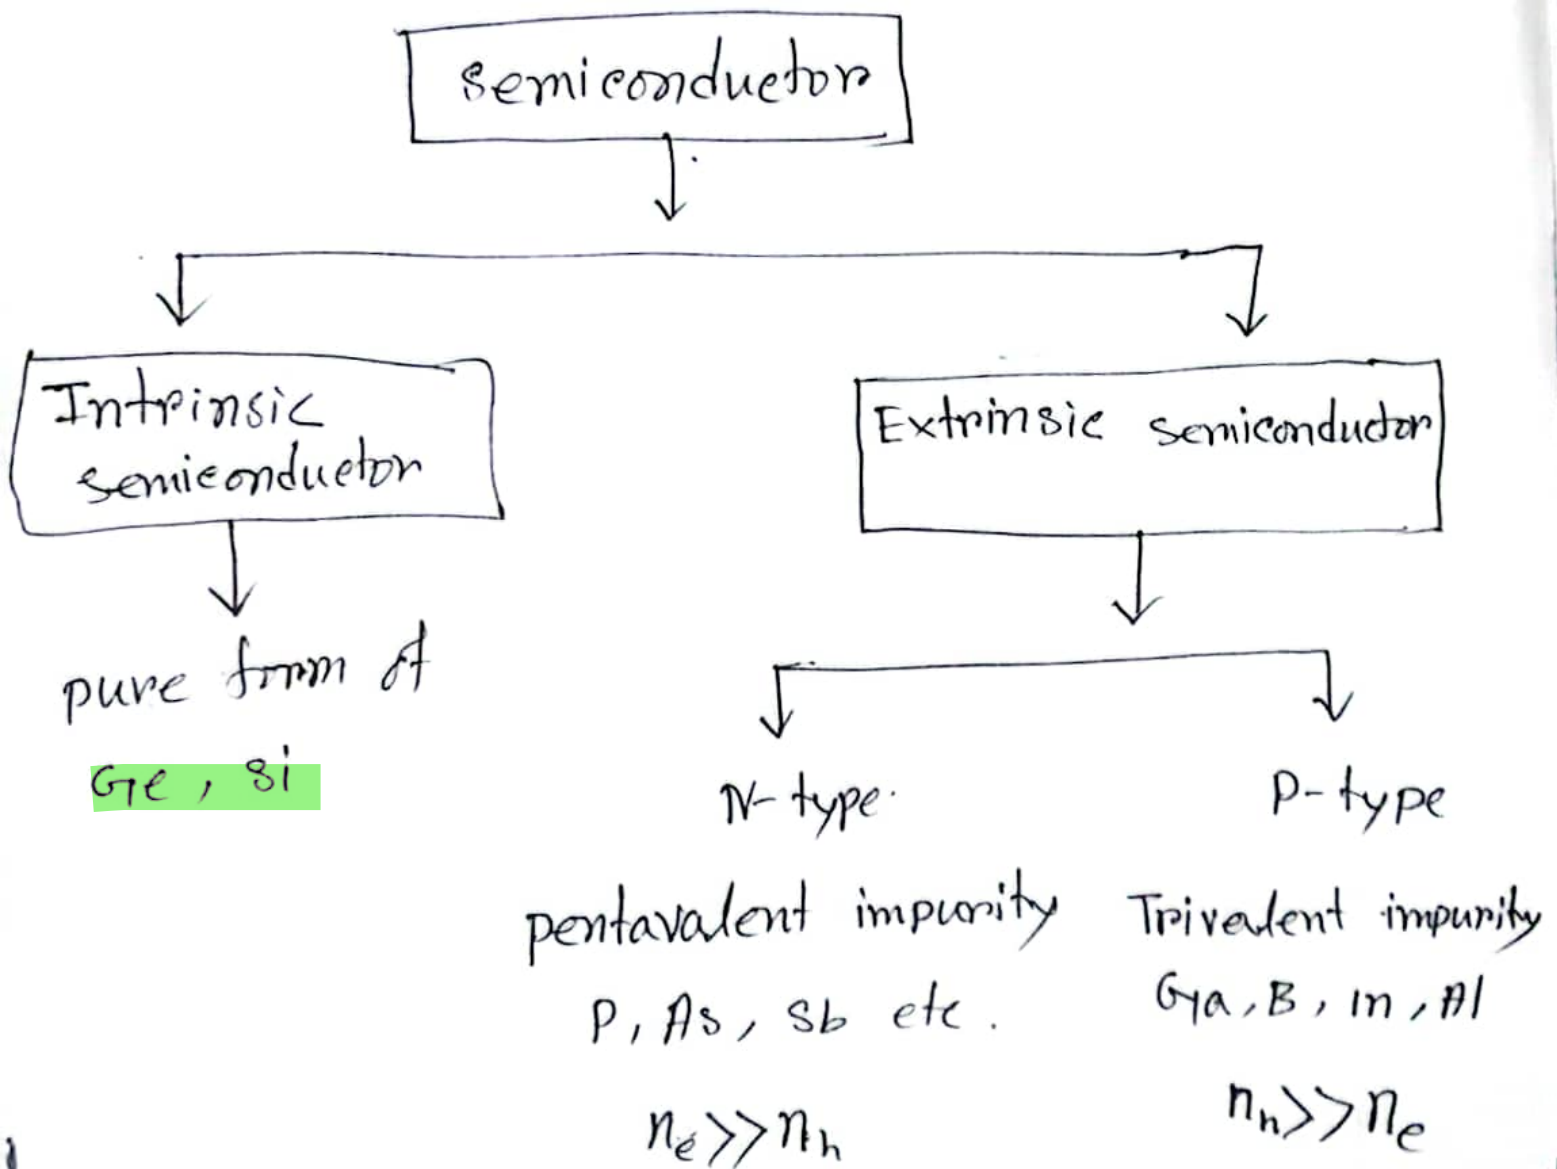 semiconductor
Intrinsic
semiconductor
Extrinsic semiconductor
pure form of
Ge, Si
N-type
P-type
pentavalent impurity
P, As, Sb etc.
ne>>nh
Trivalent impurity
Ga, B, In, Al
nh>>ne